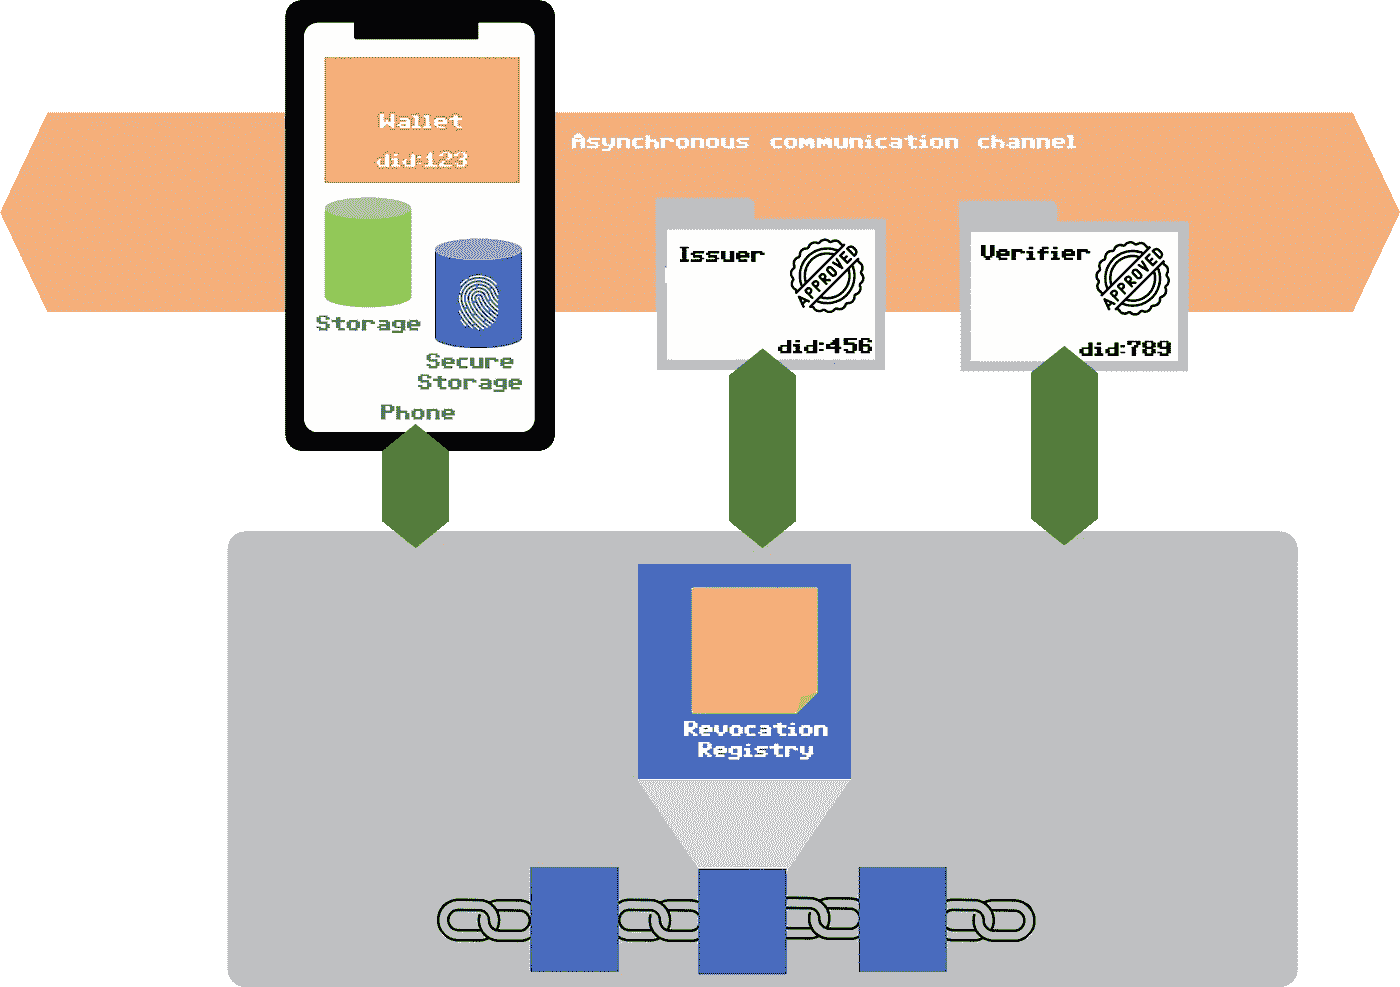 Wallet
did:123
Asynchronous communication channel
Storage
Secure
Storage
Phone
Issuer
APPROVED
did:456
Verifier
APPROVED
did:789
Revocation
Registry